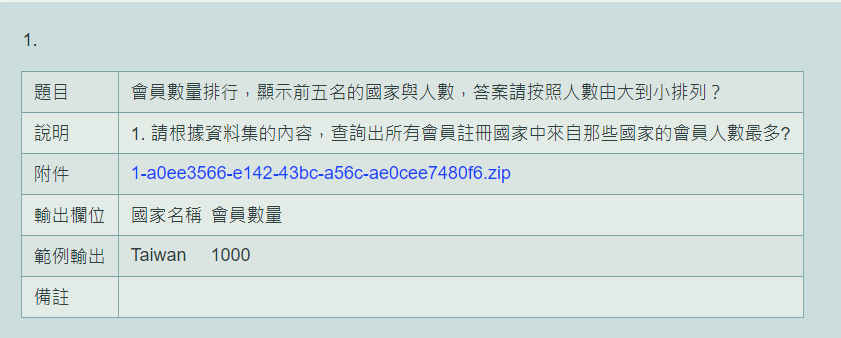 1.
題目 會員數量排行，顯示前五名的國家與人數，答案請按照人數由大到小排列？
說明 1. 請根據資料集的內容，查詢出所有會員註冊國家中來自那些國家的會員人數最多?
附件 1-a0ee3566-e142-43bc-a56c-ae0cee7480f6.zip
輸出欄位 國家名稱 會員數量
範例輸出 Taiwan 1000
備註